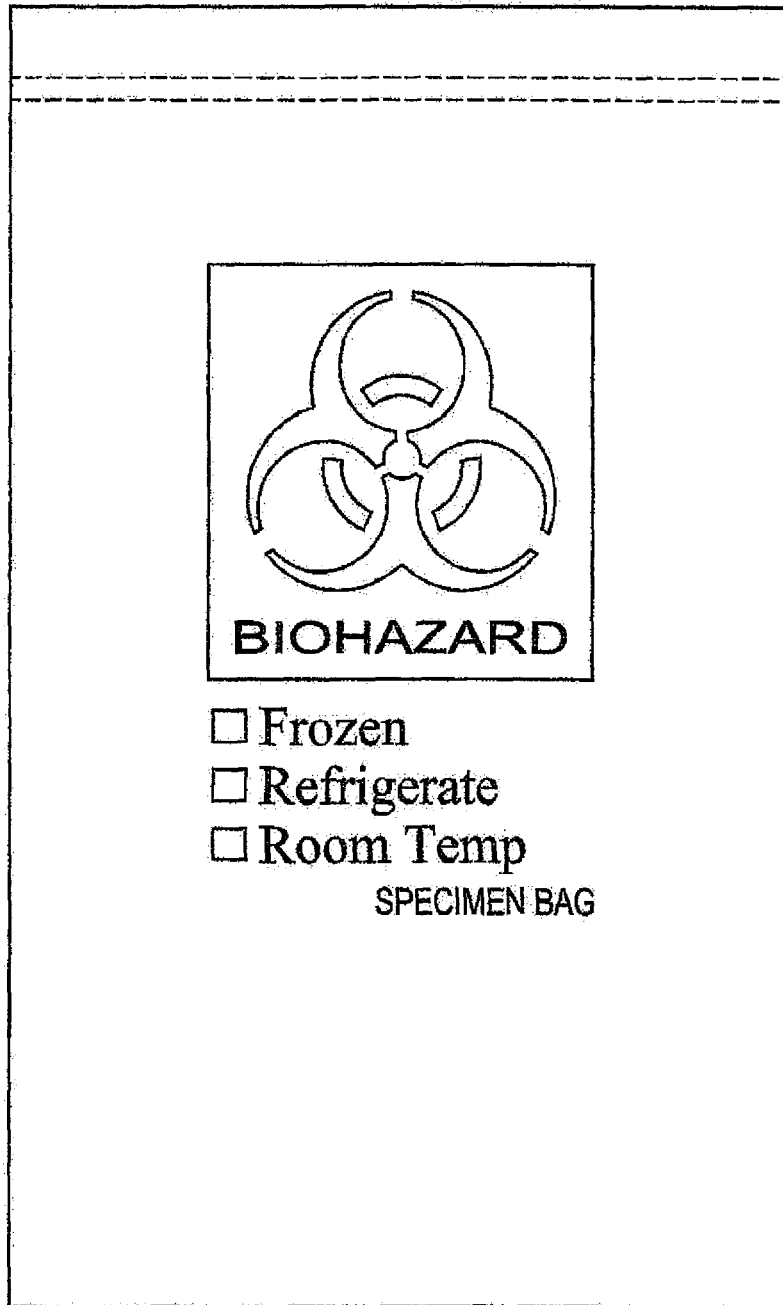 BIOHAZARD
☐ Frozen
☐ Refrigerate
☐ Room Temp
SPECIMEN BAG